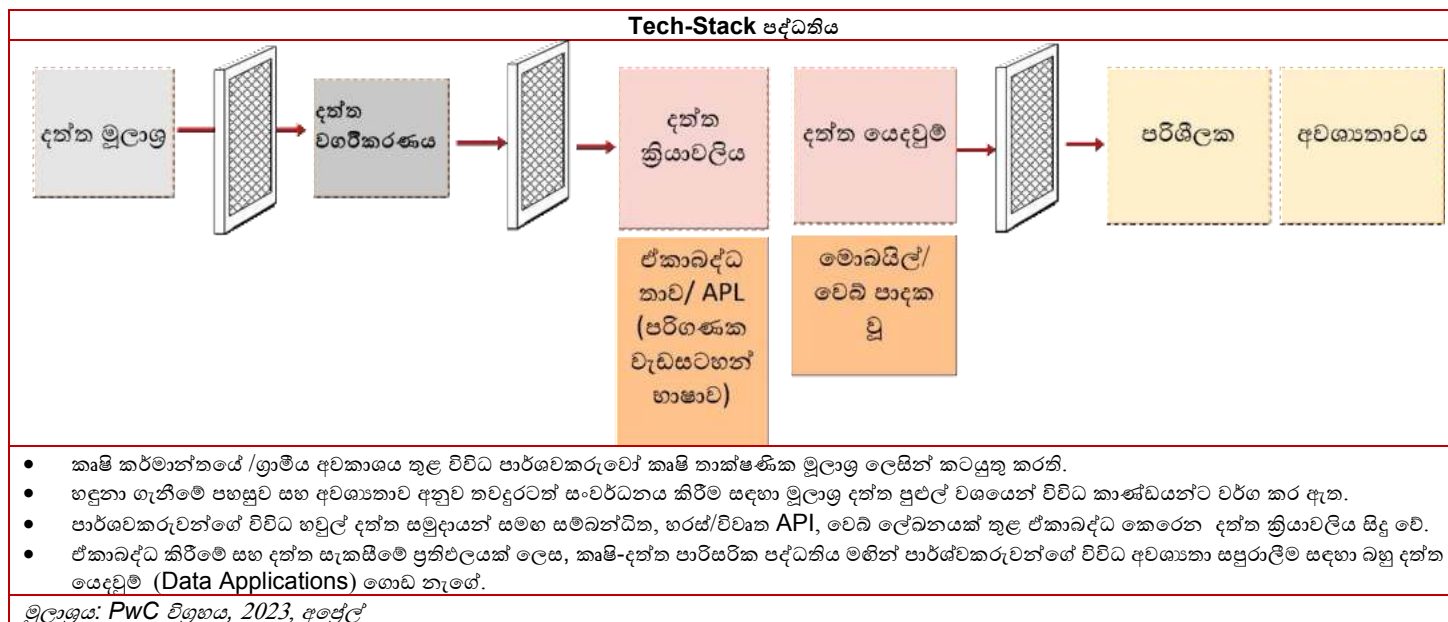 Tech-Stack පද්ධතිය
දත්ත මූලාශ්‍ර
දත්ත
වගරීකරණය
දත්ත
ක්‍රියාවලිය
දත්ත යෙදවුම්
පරිශීලක
අවශ්‍යතාවය
ඒකාබද්ධ
තාව/ APL
(පරිගණක
වැඩසටහන්
භාෂාව)
මොබයිල්/
වෙබ් පාදක
වූ
• කෘෂි කර්මාන්තයේ /ග්‍රාමීය අවකාශය තුළ විවිධ පාර්ශවකරුවෝ කෘෂි තාක්ෂණික මූලාශ්‍ර ලෙසින් කටයුතු කරති.
• හඳුනා ගැනීමේ පහසුව සහ අවශ්‍යතාව අනුව තවදුරටත් සංවර්ධනය කිරීම සඳහා මූලාශ්‍ර දත්ත පුළුල් වශයෙන් විවිධ කාණ්ඩයන්ට වර්ග කර ඇත.
• පාර්ශවකරුවන්ගේ විවිධ හවුල් දත්ත සමුදායන් සමඟ සම්බන්ධිත, හරස්/විවෘත API, වෙබ් ලේඛනයක් තුළ ඒකාබද්ධ කෙරෙන දත්ත ක්‍රියාවලිය සිදු වේ.
• ඒකාබද්ධ කිරීමේ සහ දත්ත සැකසීමේ ප්‍රතිඵලයක් ලෙස, කෘෂි-දත්ත පාරිසරික පද්ධතිය මඟින් පාර්ශ්වකරුවන්ගේ විවිධ අවශ්‍යතා සපුරාලීම සඳහා බහු දත්ත
යෙදවුම් (Data Applications) ගොඩ නැගේ.
මූලාශ්‍රය: PwC විග්‍රහය, 2023, අප්‍රේල්